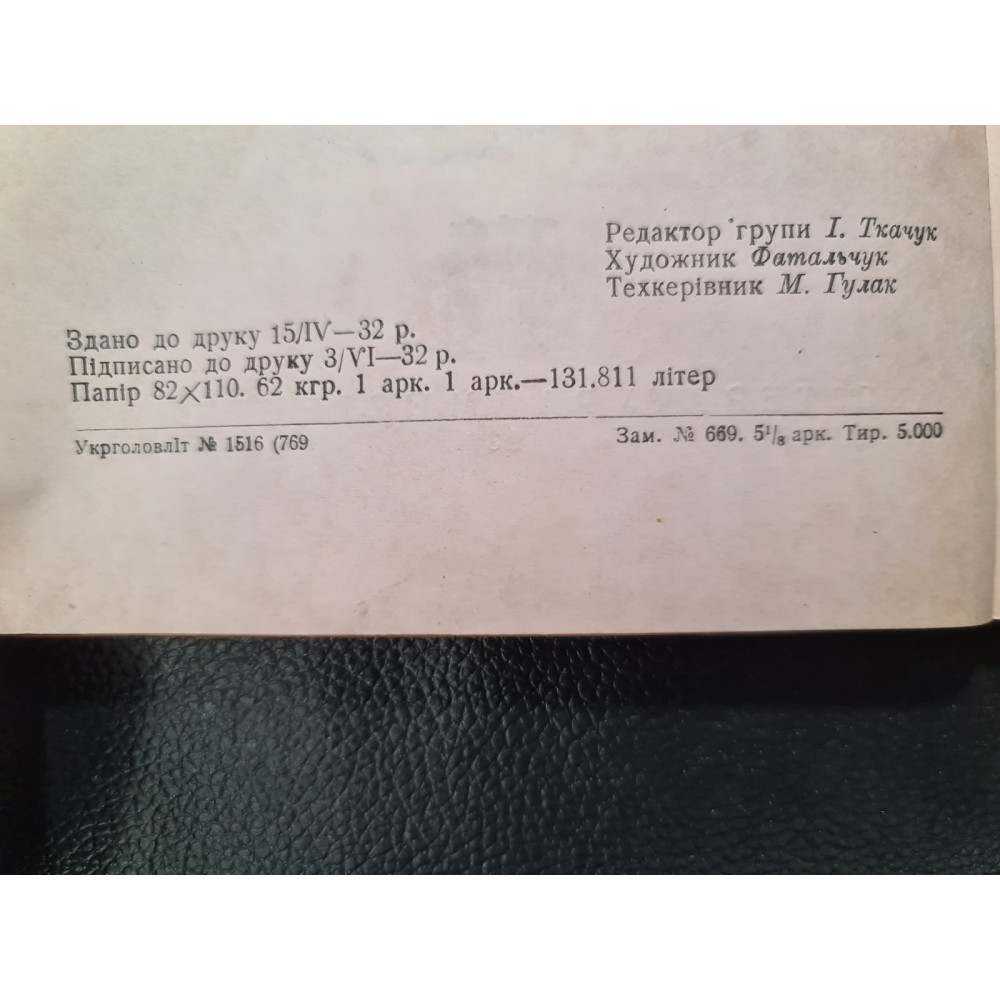 Редактор групи І. Ткачук
Художник Фатальчук
Техкерівник М. Гулак
Здано до друку 15/IV—32 р.
Підписано до друку 3/VI—32 р.
Папір 82×110. 62 кгр. 1 арк. 1 арк.—131.811 літер
Укрголовліт № 1516 (769
Зам. № 669. 5¹/₈ арк. Тир. 5.000